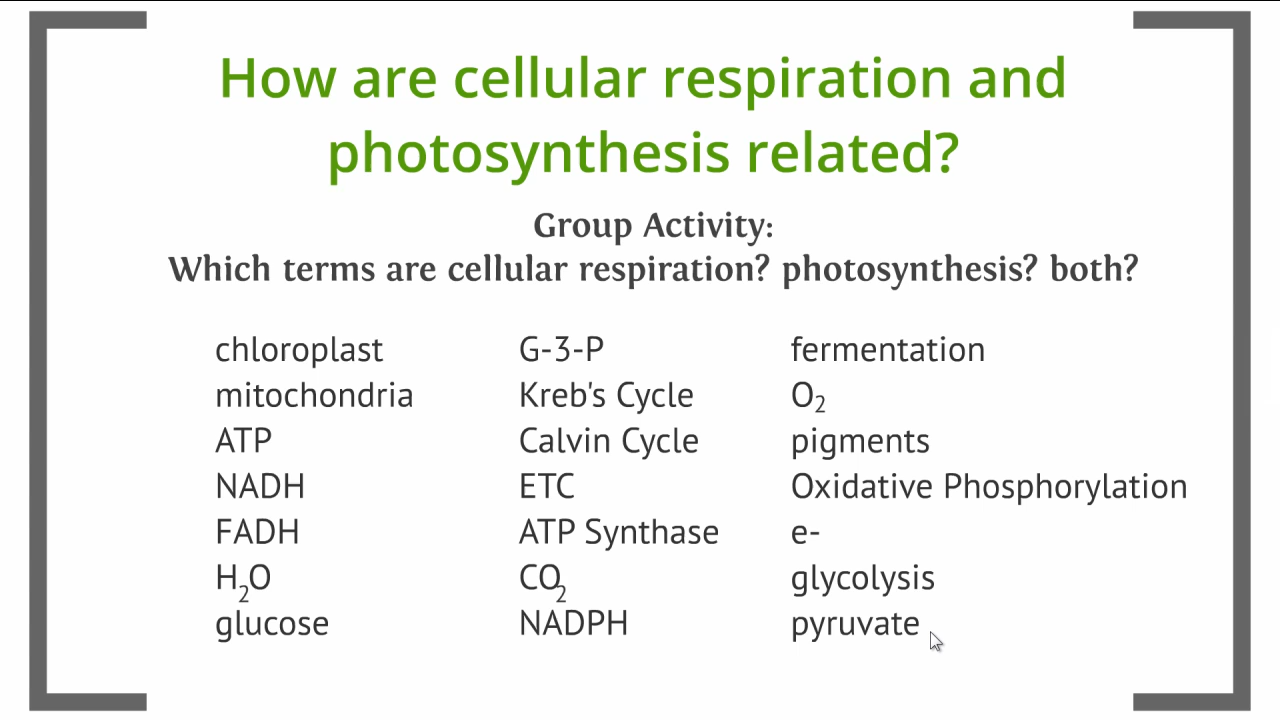 How are cellular respiration and
photosynthesis related?
Group Activity:
Which terms are cellular respiration? photosynthesis? both?
chloroplast
mitochondria
ATP
NADH
FADH
H₂O
glucose
G-3-P
Kreb's Cycle
Calvin Cycle
ETC
ATP Synthase
CO₂
NADPH
fermentation
O₂
pigments
Oxidative Phosphorylation
e-
glycolysis
pyruvate